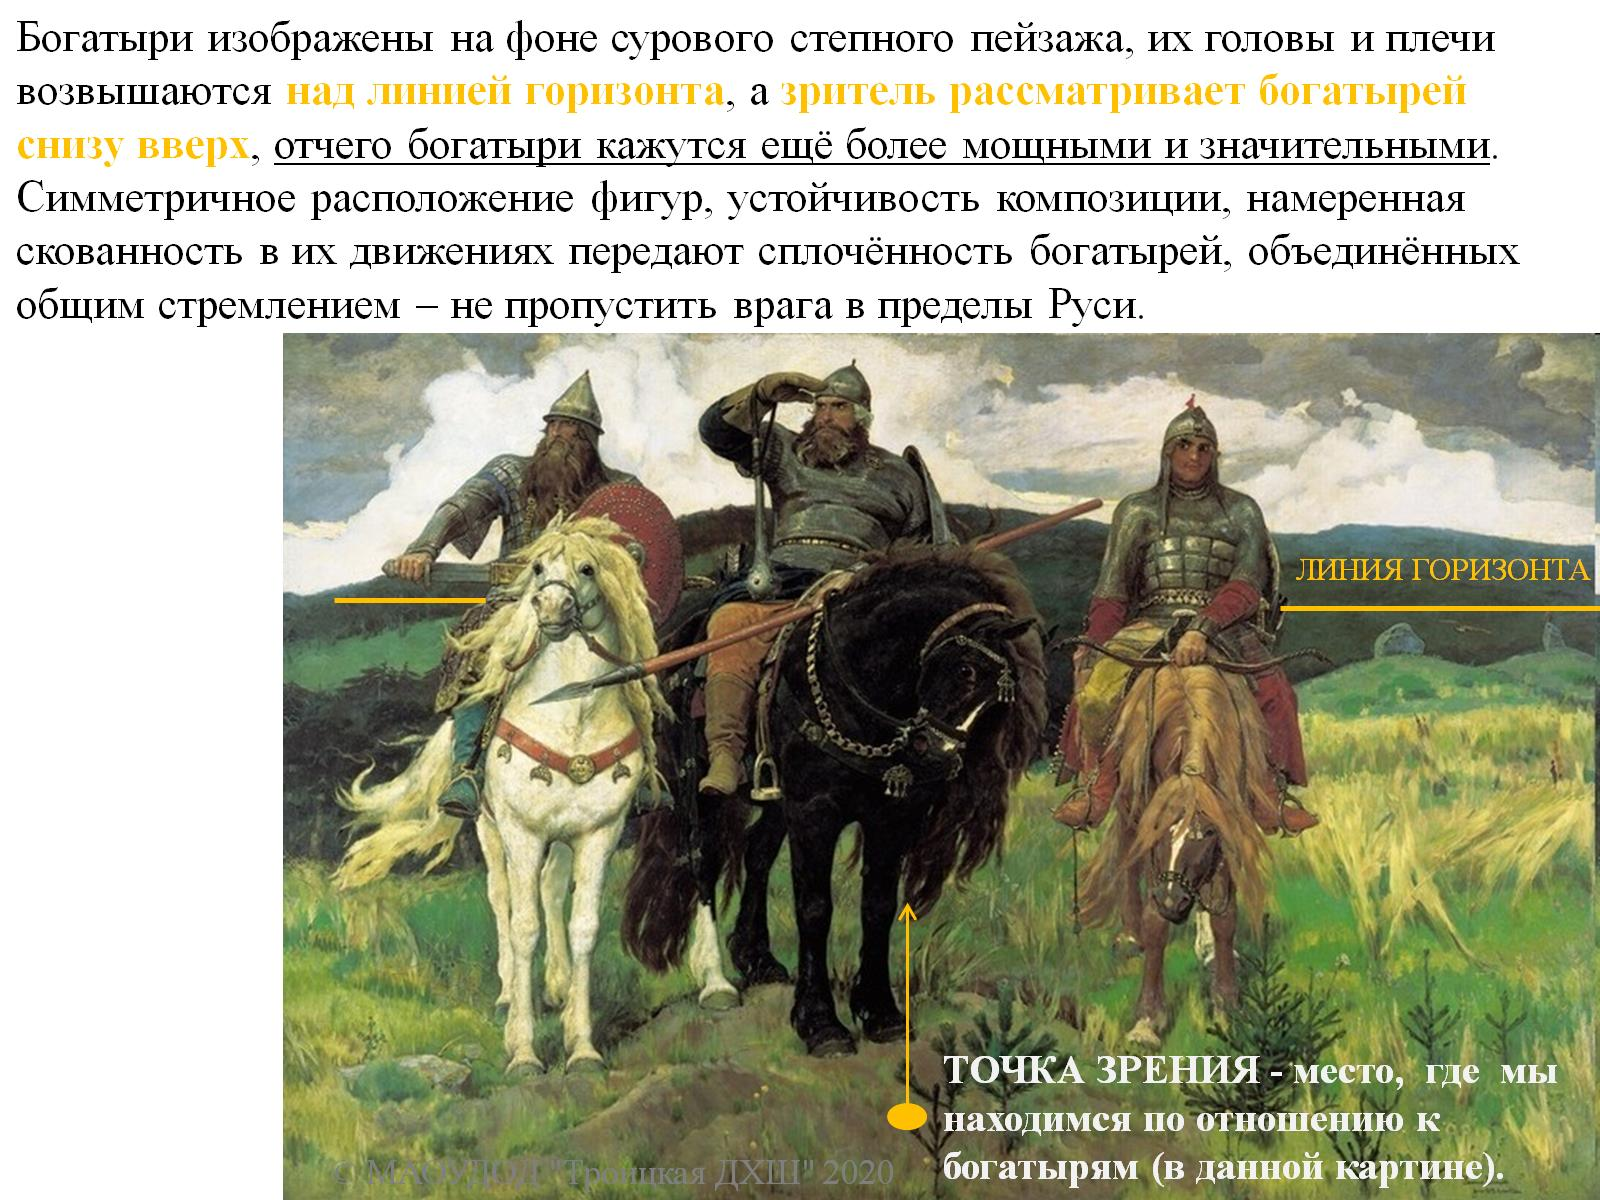 Богатыри изображены на фоне сурового степного пейзажа, их головы и плечи
возвышаются над линией горизонта, а зритель рассматривает богатырей
снизу вверх, отчего богатыри кажутся ещё более мощными и значительными.
Симметричное расположение фигур, устойчивость композиции, намеренная
скованность в их движениях передают сплочённость богатырей, объединённых
общим стремлением – не пропустить врага в пределы Руси.
ЛИНИЯ ГОРИЗОНТА
ТОЧКА ЗРЕНИЯ - место, где мы
находимся по отношению к
богатырям (в данной картине).
© МАОУДОД "Троицкая ДХШ" 2020